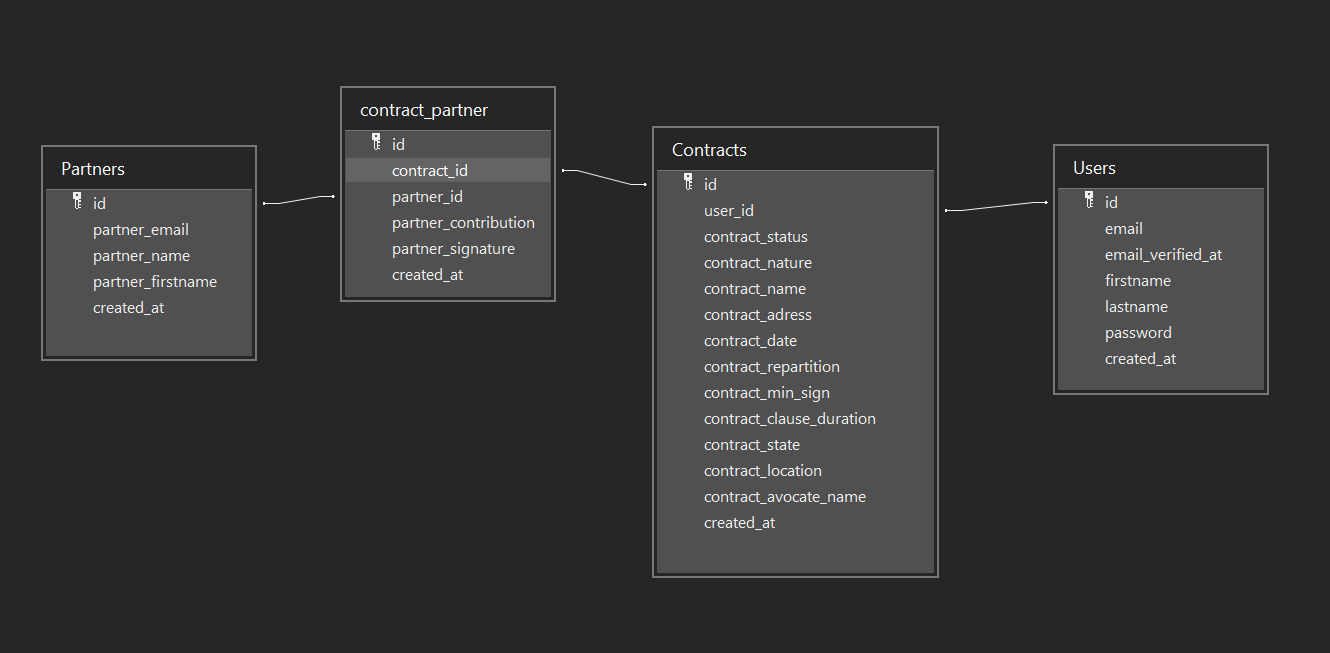 Partners
id
partner_email
partner_name
partner_firstname
created_at
contract_partner
id
contract_id
partner_id
partner_contribution
partner_signature
created_at
Contracts
id
user_id
contract_status
contract_nature
contract_name
contract_adress
contract_date
contract_repartition
contract_min_sign
contract_clause_duration
contract_state
contract_location
contract_avocate_name
created_at
Users
id
email
email_verified_at
firstname
lastname
password
created_at